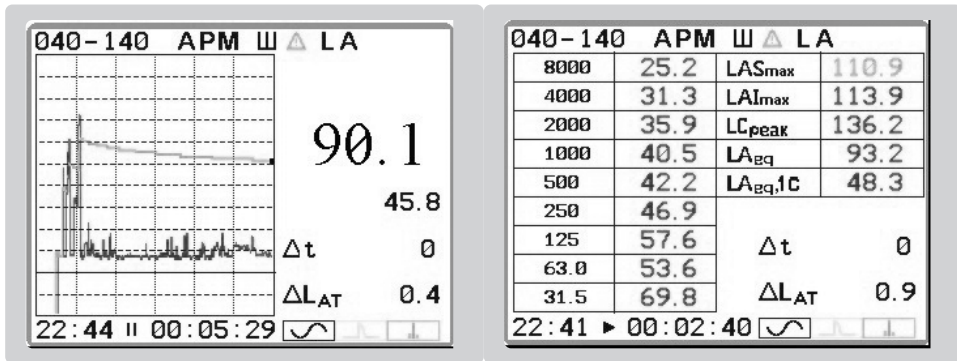 040-140 АРМ Ш LA
90.1
45.8
Δt 0
ΔLAT 0.4
22:44 00:05:29
040-140 АРМ Ш LA
8000 25.2 LASmax 110.9
4000 31.3 LAImax 113.9
2000 35.9 LCpeak 136.2
1000 40.5 LAeq 93.2
500 42.2 LAeq,1с 48.3
250 46.9
125 57.6 Δt 0
63.0 53.6
31.5 69.8 ΔLAT 0.9
22:41 00:02:40